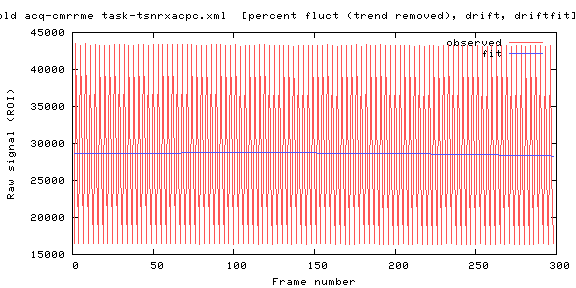 old acq-cmrrme task-tsnrxacpc.xml [percent fluct (trend removed), drift, driftfit]
45000
40000
35000
30000
25000
20000
15000
Raw signal (ROI)
observed
fit
0 50 100 150 200 250 300
Frame number